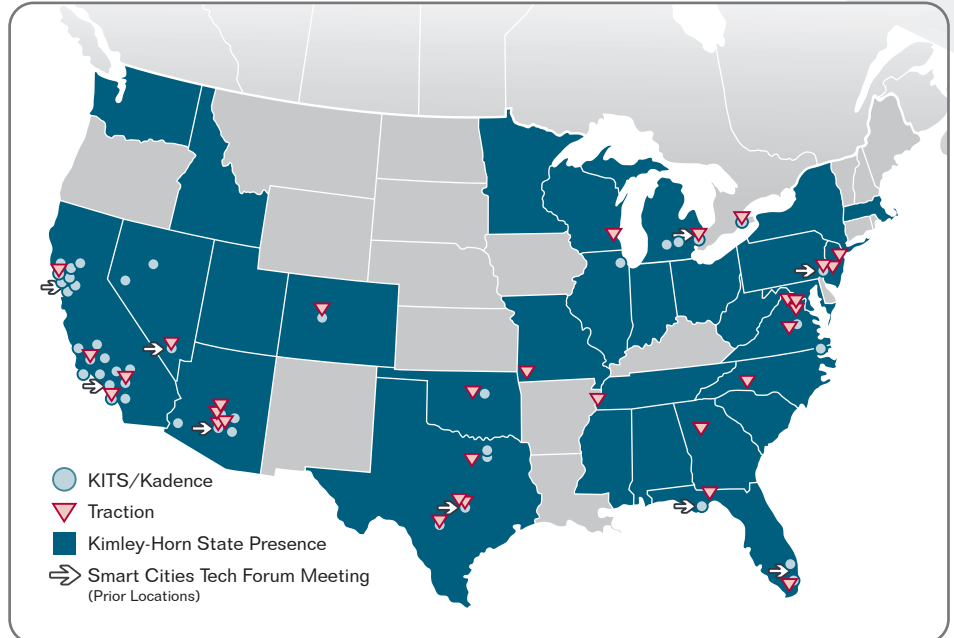 KITS/Kadence
Traction
Kimley-Horn State Presence
Smart Cities Tech Forum Meeting
(Prior Locations)